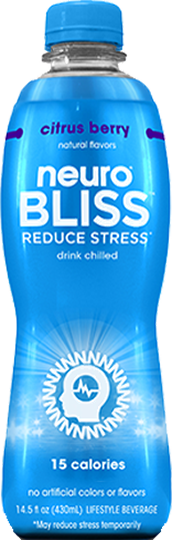 citrus berry
natural flavors
neuro®
BLISS™
REDUCE STRESS*
drink chilled
15 calories
no artificial colors or flavors
14.5 fl oz (430mL) LIFESTYLE BEVERAGE
*May reduce stress temporarily